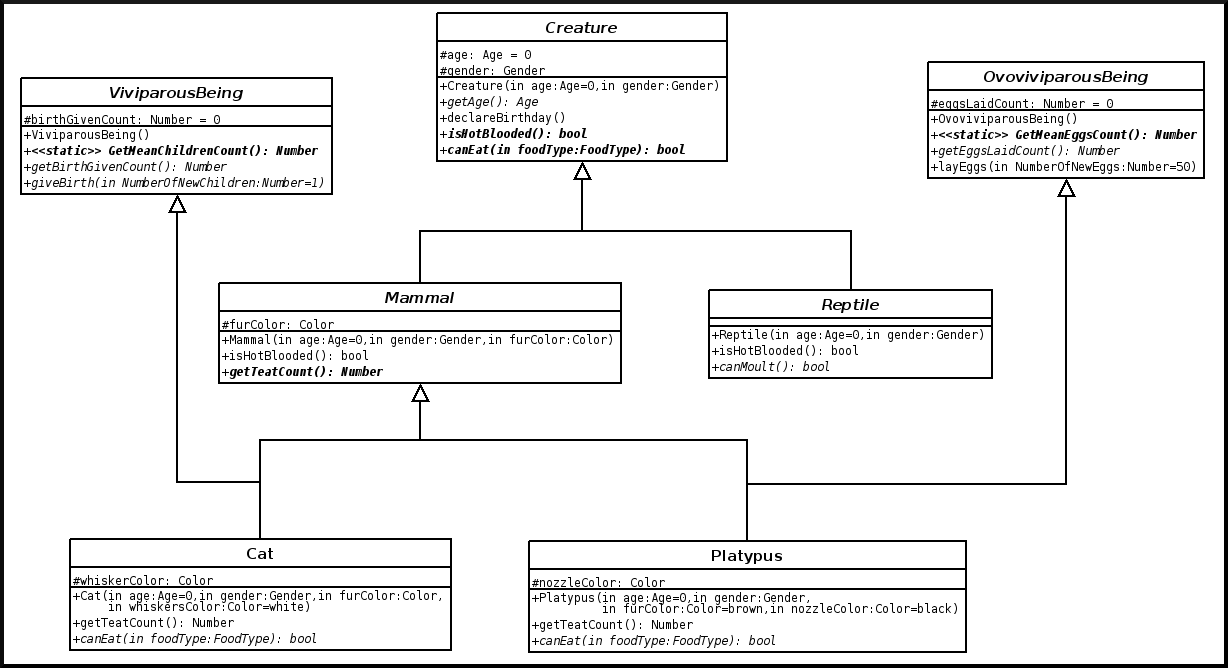 Creature
#age: Age = 0
#gender: Gender
+Creature(in age:Age=0,in gender:Gender)
+getAge(): Age
+declareBirthday()
+isHotBlooded(): bool
+canEat(in foodType:FoodType): bool
ViviparousBeing
#birthGivenCount: Number = 0
+ViviparousBeing()
+<<static>> GetMeanChildrenCount(): Number
+getBirthGivenCount(): Number
+giveBirth(in NumberOfNewChildren:Number=1)
OvoviviparousBeing
#eggsLaidCount: Number = 0
+OvoviviparousBeing()
+<<static>> GetMeanEggsCount(): Number
+getEggsLaidCount(): Number
+layEggs(in NumberOfNewEggs:Number=50)
Mammal
#furColor: Color
+Mammal(in age:Age=0,in gender:Gender,in furColor:Color)
+isHotBlooded(): bool
+getTeatCount(): Number
Reptile
+Reptile(in age:Age=0,in gender:Gender)
+isHotBlooded(): bool
+canMoult(): bool
Cat
#whiskerColor: Color
+Cat(in age:Age=0,in gender:Gender,in furColor:Color,
in whiskersColor:Color=white)
+getTeatCount(): Number
+canEat(in foodType:FoodType): bool
Platypus
#nozzleColor: Color
+Platypus(in age:Age=0,in gender:Gender,
in furColor:Color=brown,in nozzleColor:Color=black)
+getTeatCount(): Number
+canEat(in foodType:FoodType): bool